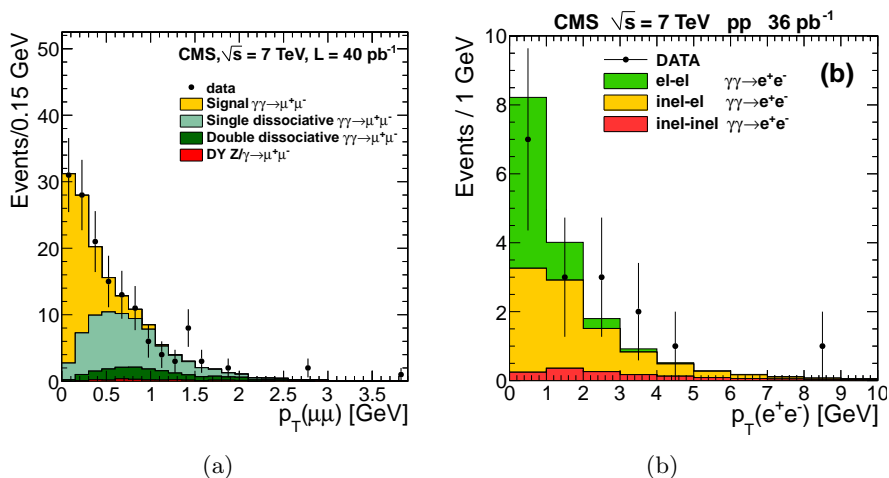 CMS, √s = 7 TeV, L = 40 pb⁻¹
Events/0.15 GeV
50
40
30
20
10
0
data
Signal γγ→μ⁺μ⁻
Single dissociative γγ→μ⁺μ⁻
Double dissociative γγ→μ⁺μ⁻
DY Z/γ→μ⁺μ⁻
0 0.5 1 1.5 2 2.5 3 3.5
p_T(μμ) [GeV]
(a)
CMS √s = 7 TeV pp 36 pb⁻¹
Events / 1 GeV
10
8
6
4
2
0
DATA
el-el γγ→e⁺e⁻
inel-el γγ→e⁺e⁻
inel-inel γγ→e⁺e⁻
(b)
0 1 2 3 4 5 6 7 8 9 10
p_T(e⁺e⁻) [GeV]
(b)